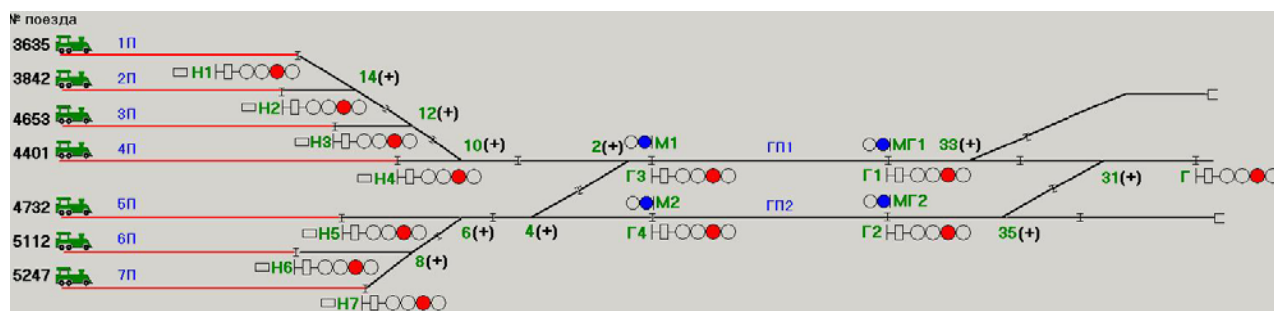 № поезда
3635 1П
Н1
14(+)
3842 2П
Н2
12(+)
4653 3П
Н3
10(+) 2(+) М1 ГП1 МГ1 33(+)
4401 4П
Н4 Г3 Г1 31(+) Г
4732 5П М2 ГП2 МГ2
Н5 6(+) 4(+) Г4 Г2 35(+)
5112 6П
Н6 8(+)
5247 7П
Н7